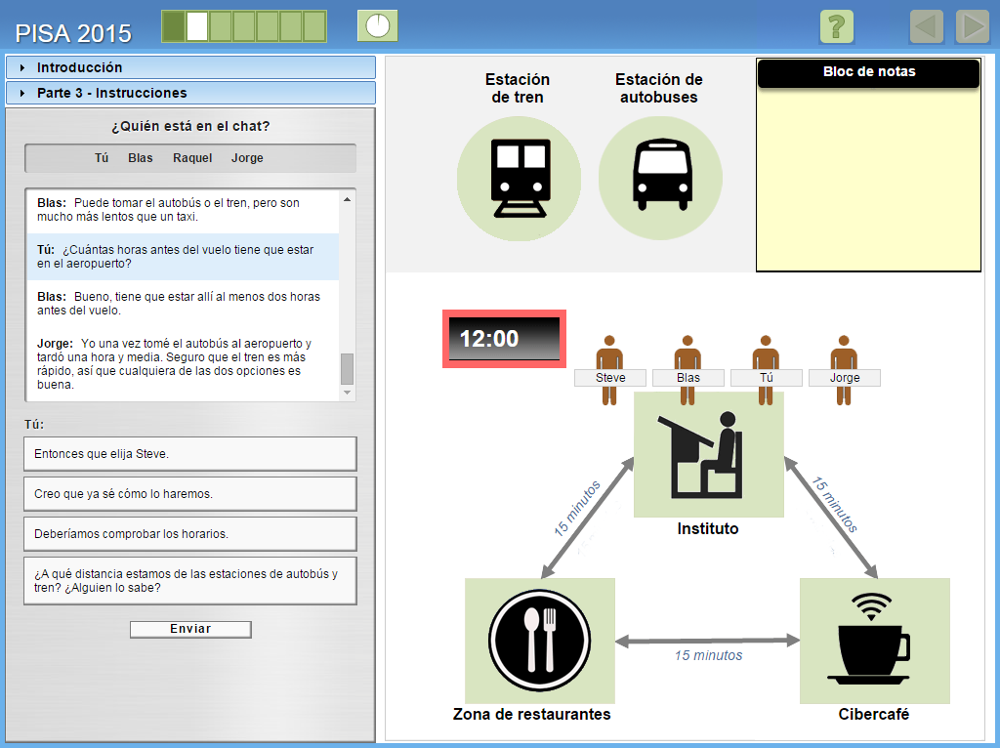 PISA 2015
?
Introducción
Parte 3 - Instrucciones
¿Quién está en el chat?
Tú Blas Raquel Jorge
Blas: Puede tomar el autobús o el tren, pero son
mucho más lentos que un taxi.
Tú: ¿Cuántas horas antes del vuelo tiene que estar
en el aeropuerto?
Blas: Bueno, tiene que estar allí al menos dos horas
antes del vuelo.
Jorge: Yo una vez tomé el autobús al aeropuerto y
tardó una hora y media. Seguro que el tren es más
rápido, así que cualquiera de las dos opciones es
buena.
Tú:
Entonces que elija Steve.
Creo que ya sé cómo lo haremos.
Deberíamos comprobar los horarios.
¿A qué distancia estamos de las estaciones de autobús y
tren? ¿Alguien lo sabe?
Enviar
Estación
de tren
Estación de
autobuses
Bloc de notas
12:00
Steve
Blas
Tú
Jorge
15 minutos
15 minutos
Instituto
15 minutos
Zona de restaurantes
Cibercafé